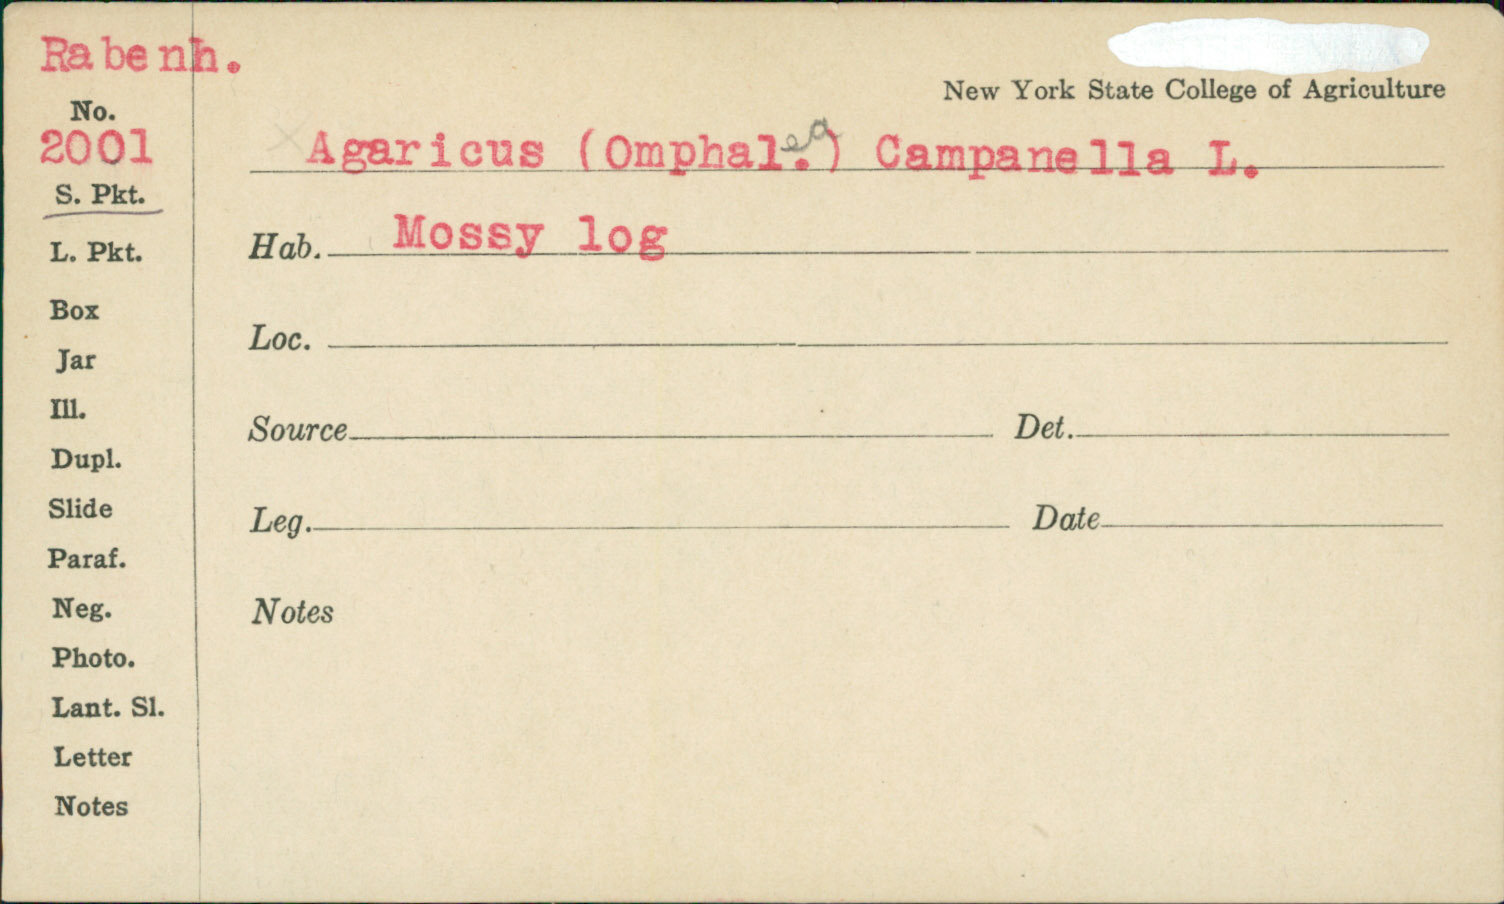 Rabenh.
New York State College of Agriculture
No.
2001
Agaricus (Omphal.ea) Campanella L.
S. Pkt.
Hab. Mossy log
L. Pkt.
Box
Loc.
Jar
Ill.
Source Det.
Dupl.
Slide
Leg. Date
Paraf.
Neg.
Notes
Photo.
Lant. Sl.
Letter
Notes